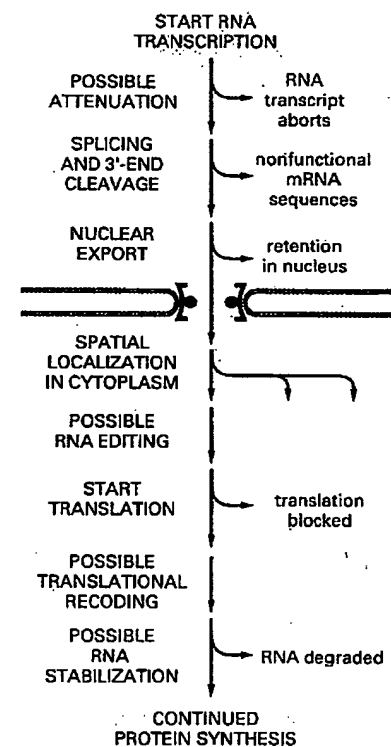 START RNA
TRANSCRIPTION
POSSIBLE
ATTENUATION
RNA
transcript
aborts
SPLICING
AND 3'-END
CLEAVAGE
nonfunctional
mRNA
sequences
NUCLEAR
EXPORT
retention
in nucleus
SPATIAL
LOCALIZATION
IN CYTOPLASM
POSSIBLE
RNA EDITING
START
TRANSLATION
translation
blocked
POSSIBLE
TRANSLATIONAL
RECODING
POSSIBLE
RNA
STABILIZATION
RNA degraded
CONTINUED
PROTEIN SYNTHESIS